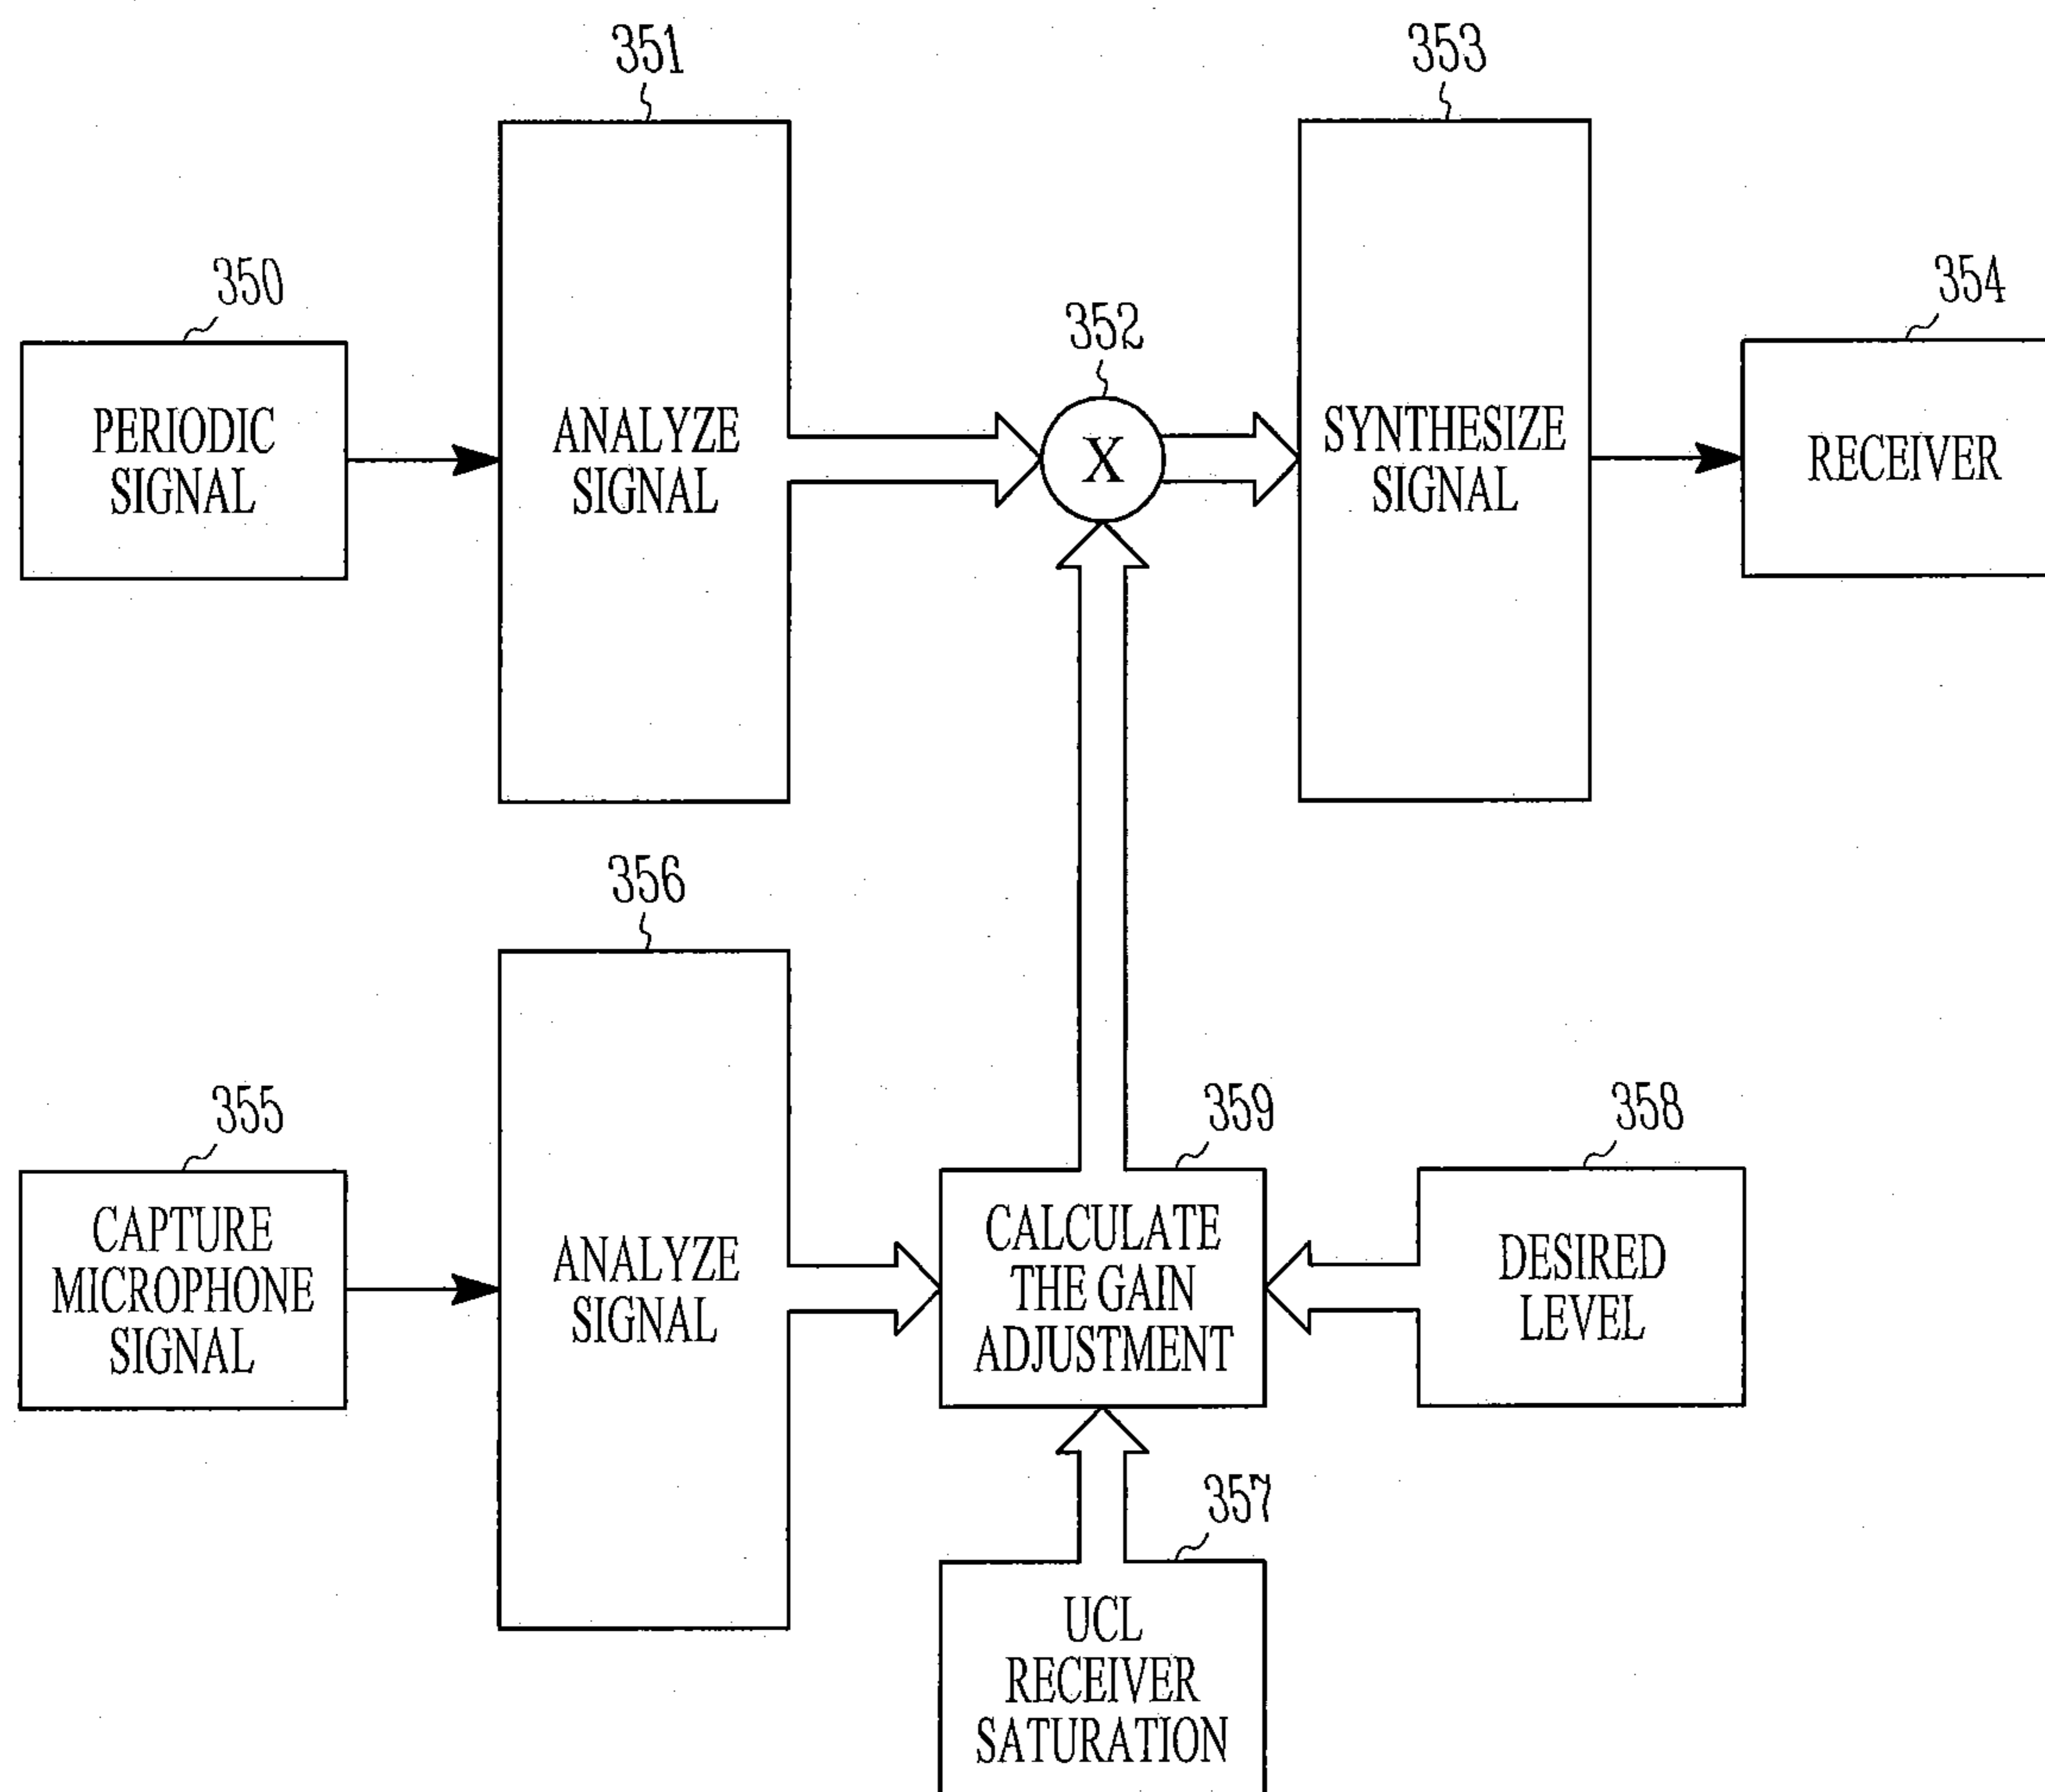 351
353
350
354
352
PERIODIC
SIGNAL
ANALYZE
SIGNAL
X
SYNTHESIZE
SIGNAL
RECEIVER
356
355
359
358
CAPTURE
MICROPHONE
SIGNAL
ANALYZE
SIGNAL
CALCULATE
THE GAIN
ADJUSTMENT
DESIRED
LEVEL
357
UCL
RECEIVER
SATURATION